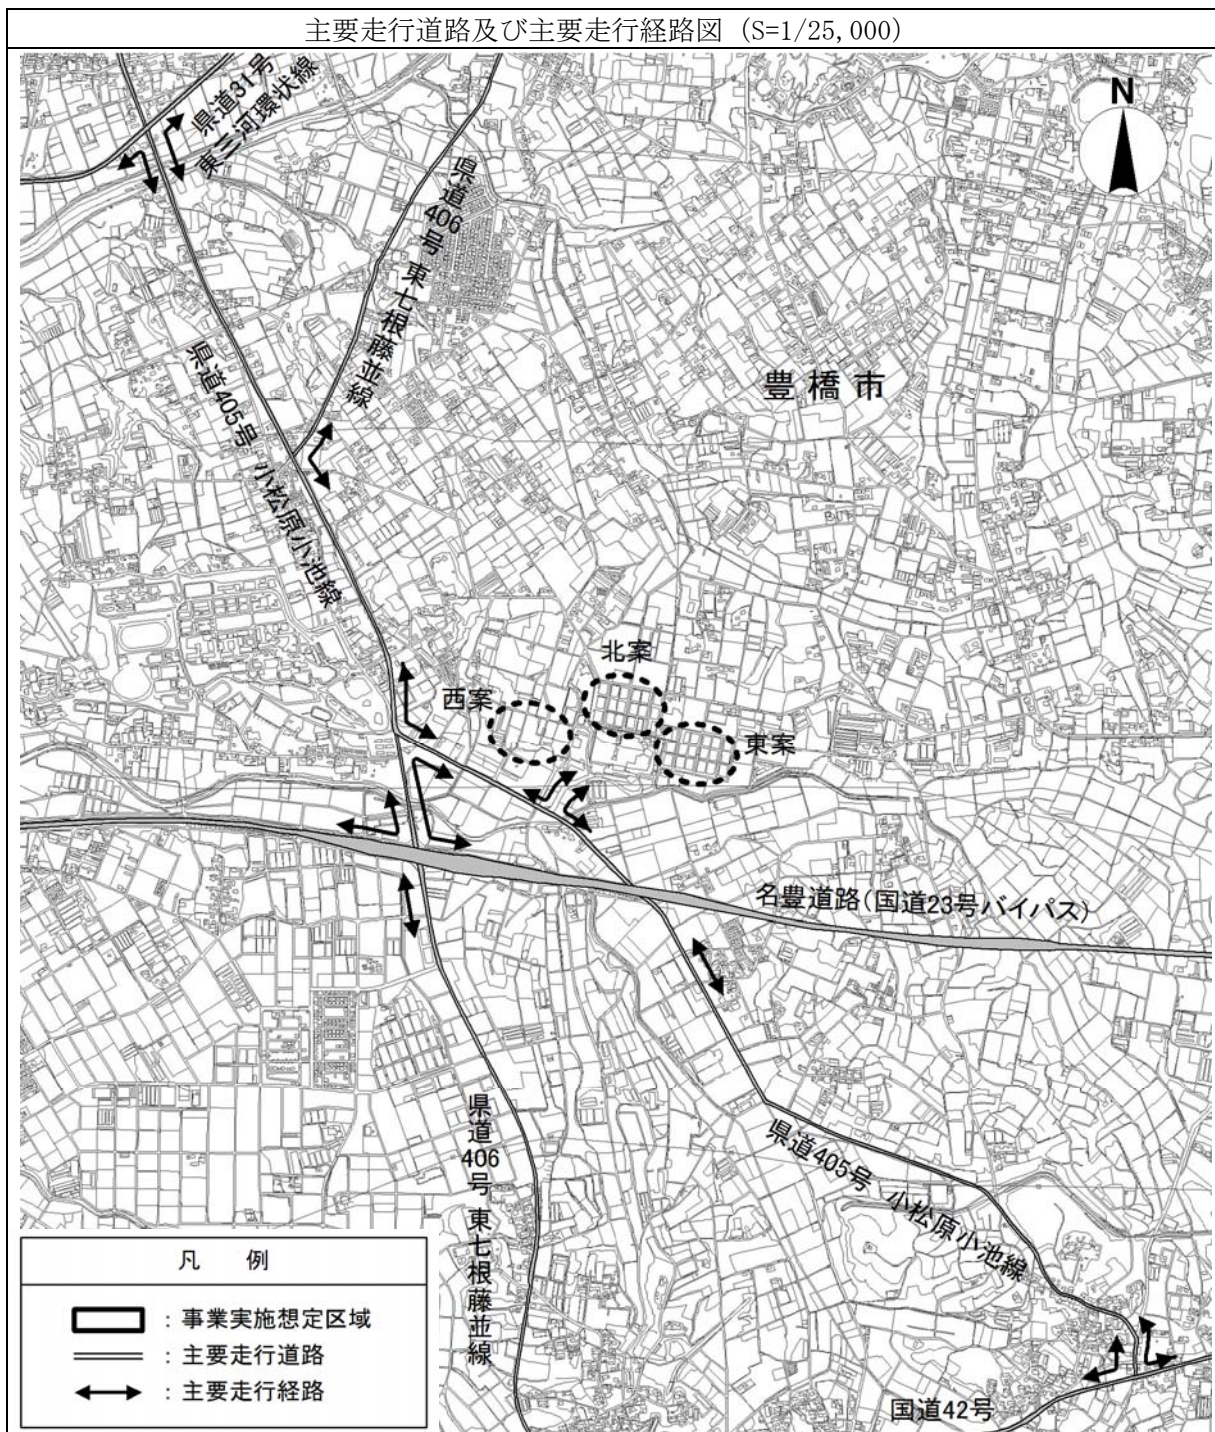 主要走行道路及び主要走行経路図 (S=1/25,000)
N
県道31号
東三河環状線
県道406号 東七根藤並線
県道405号 小松原小池線
豊橋市
北案
西案
東案
名豊道路(国道23号バイパス)
県道406号 東七根藤並線
県道405号 小松原小池線
国道42号
凡 例
：事業実施想定区域
：主要走行道路
：主要走行経路